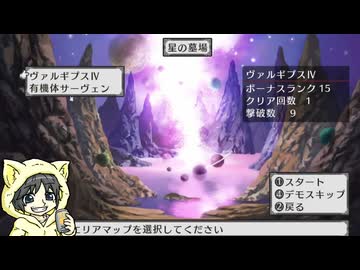 星の墓場
ヴァルギプスⅣ
有機体サーヴェン
ヴァルギプスⅣ
ボーナスランク 15
クリア回数 1
撃破数 9
①スタート
④デモスキップ
②戻る
エリアマップを選択してください